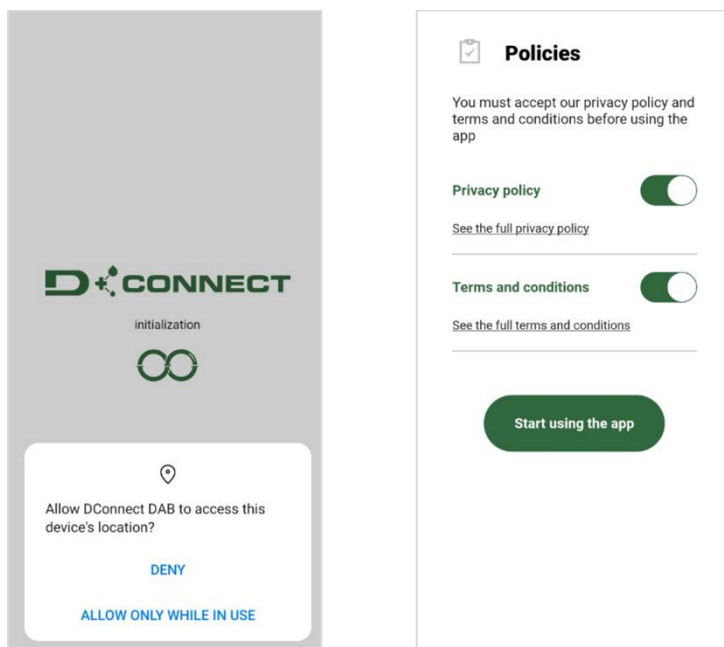 D CONNECT
initialization
Allow DConnect DAB to access this
device's location?
DENY
ALLOW ONLY WHILE IN USE
Policies
You must accept our privacy policy and
terms and conditions before using the
app
Privacy policy
See the full privacy policy
Terms and conditions
See the full terms and conditions
Start using the app